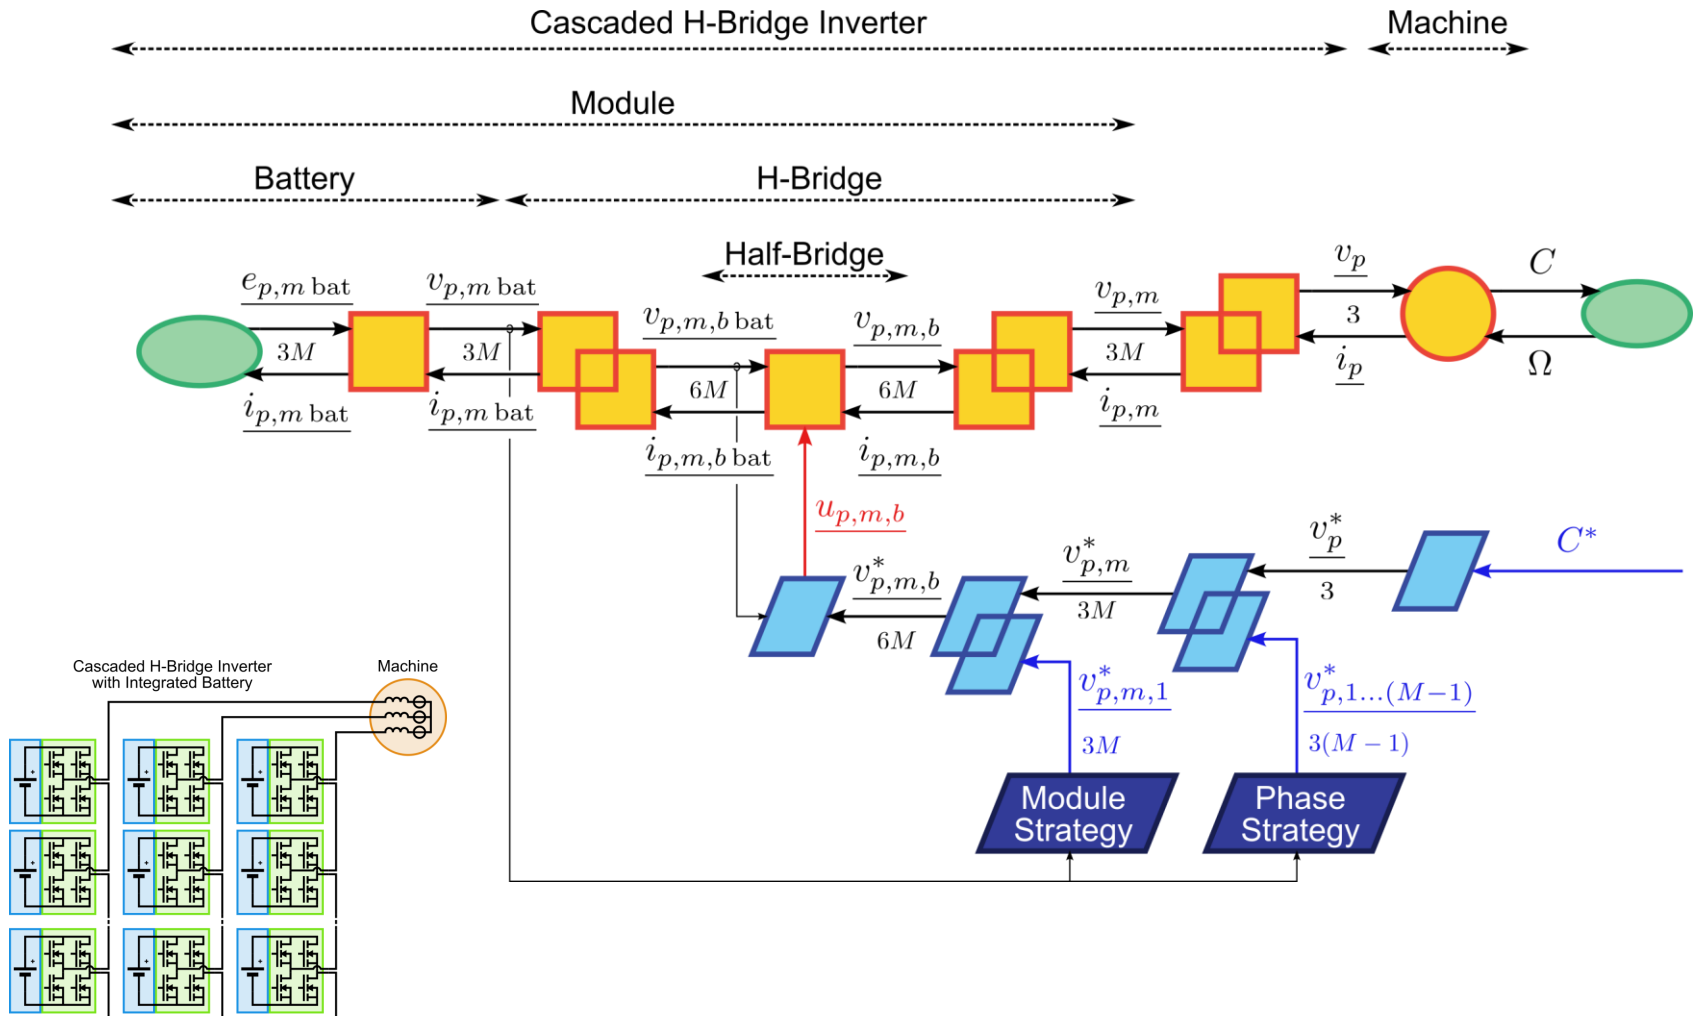 Cascaded H-Bridge Inverter
Machine
Module
Battery
H-Bridge
Half-Bridge
e_{p,m bat}
v_{p,m bat}
v_{p,m,b bat}
v_{p,m,b}
v_{p,m}
v_p
C
3M
3M
6M
6M
3M
3
i_{p,m bat}
i_{p,m bat}
i_{p,m,b bat}
i_{p,m,b}
i_{p,m}
i_p
Ω
u_{p,m,b}
v*_{p,m,b}
v*_{p,m}
v*_p
C*
6M
3M
3
v*_{p,m,1}
v*_{p,1...(M−1)}
3M
3(M − 1)
Module
Strategy
Phase
Strategy
Cascaded H-Bridge Inverter
with Integrated Battery
Machine
+
+
+
+
+
+
+
+
+